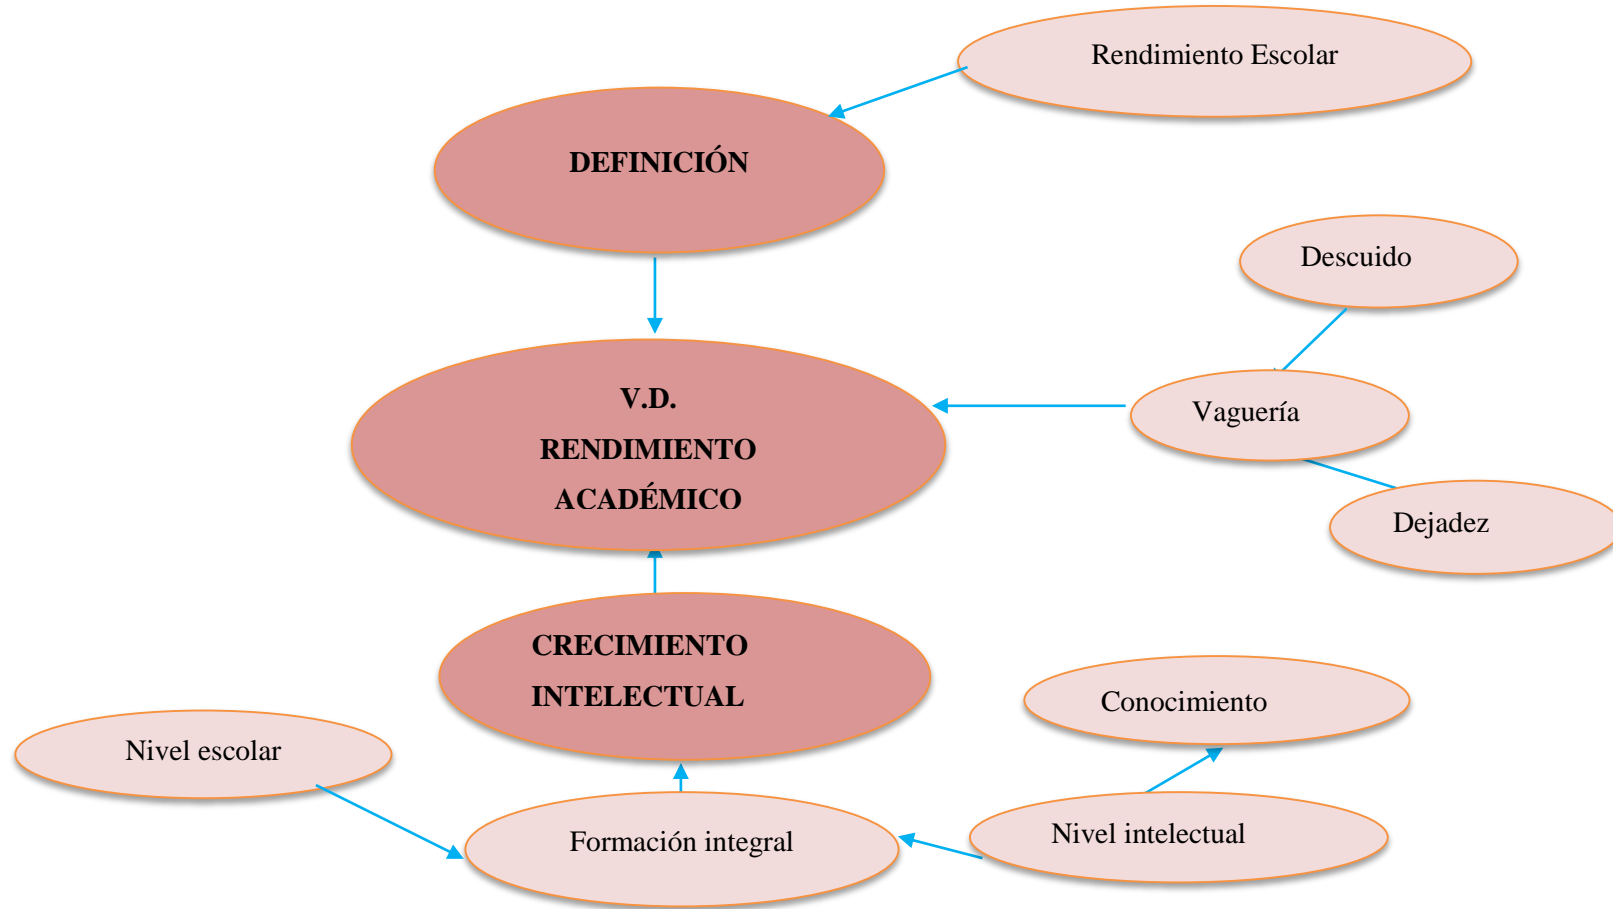 Rendimiento Escolar
DEFINICIÓN
Descuido
V.D.
RENDIMIENTO
ACADÉMICO
Vaguería
Dejadez
CRECIMIENTO
INTELECTUAL
Conocimiento
Nivel escolar
Formación integral
Nivel intelectual